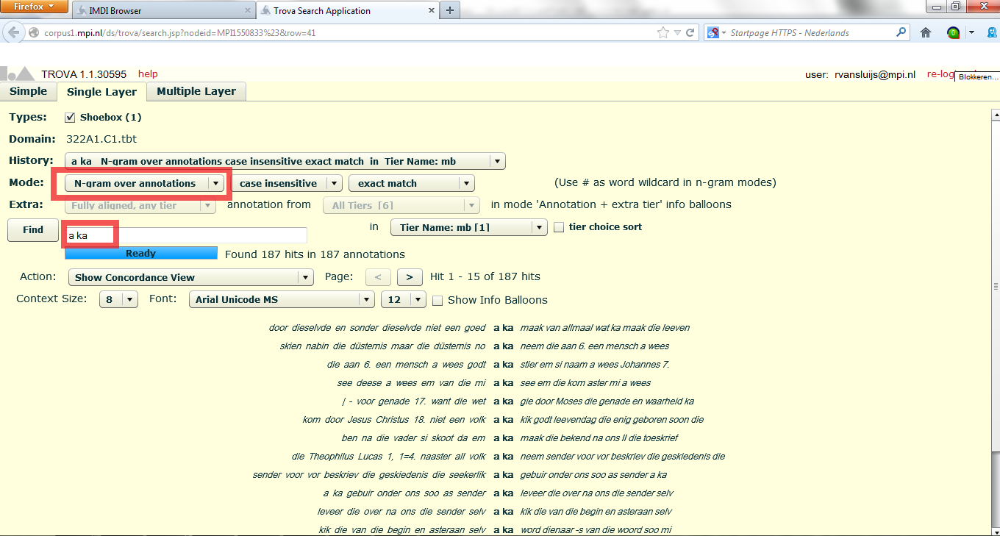 Firefox
IMDI Browser
Trova Search Application
corpus1.mpi.nl/ds/trova/search.jsp?nodeid=MPI1550833%23&row=41
Startpage HTTPS - Nederlands
TROVA 1.1.30595 help
user: rvansluijs@mpi.nl
Blokkeren...
Simple Single Layer Multiple Layer
Types: Shoebox (1)
Domain: 322A1.C1.tbt
History: a ka N-gram over annotations case insensitive exact match in Tier Name: mb
Mode: N-gram over annotations case insensitive exact match (Use # as word wildcard in n-gram modes)
Extra: Fully aligned, any tier annotation from All Tiers [6] in mode 'Annotation + extra tier' info balloons
Find a ka in Tier Name: mb [1] tier choice sort
Ready Found 187 hits in 187 annotations
Action: Show Concordance View Page: < > Hit 1 - 15 of 187 hits
Context Size: 8 Font: Arial Unicode MS 12 Show Info Balloons
door dieselvde en sonder dieselvde niet een goed a ka maak van allmaal wat ka maak die leeven
skien nabin die düsternis maar die düsternis no a ka neem die aan 6. een mensch a wees
die aan 6. een mensch a wees godt a ka stier em si naam a wees Johannes 7.
see deese a wees em van die mi a ka see em die kom aster mi a wees
| - voor genade 17. want die wet a ka gie door Moses die genade en waarheid ka
kom door Jesus Christus 18. niet een volk a ka kik godt leevendag die enig geboren soon die
ben na die vader si skoot da em a ka maak die bekend na ons II die toeskrief
die Theophilus Lucas 1, 1=4. naaster all volk a ka neem sender voor vor beskriev die geskiedenis die
sender voor vor beskriev die geskiedenis die seekerlik a ka gebuir onder ons soo as sender a ka
a ka gebuir onder ons soo as sender a ka leveer die over na ons die sender selv
leveer die over na ons die sender selv a ka kik die van die begin en asteraan selv
kik die van die begin en asteraan selv a ka word dienaar -s van die woord soo mi